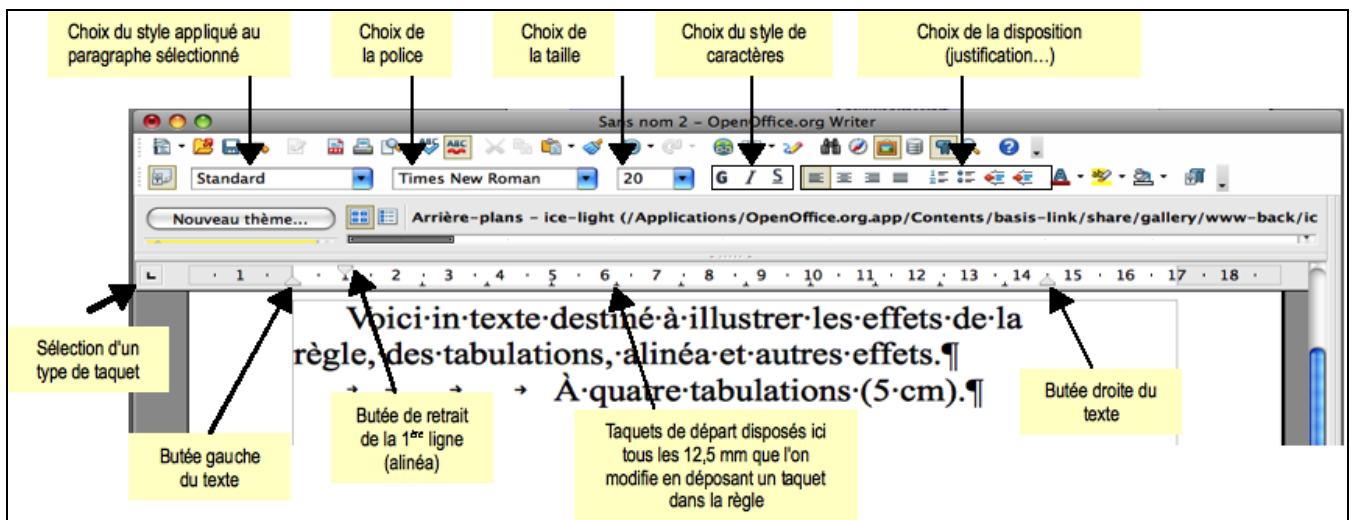 Choix du style appliqué au
paragraphe sélectionné
Choix de
la police
Choix de
la taille
Choix du style de
caractères
Choix de la disposition
(justification…)
Sans nom 2 – OpenOffice.org Writer
Standard
Times New Roman
20
G I S
Nouveau thème...
Arrière-plans – ice-light (/Applications/OpenOffice.org.app/Contents/basis-link/share/gallery/www-back/ic
· 1 · · 1 · 2 · 3 · 4 · 5 · 6 · 7 · 8 · 9 · 10 · 11 · 12 · 13 · 14 · 15 · 16 · 17 · 18 ·
Voici·in·texte·destiné·à·illustrer·les·effets·de·la
règle,·des·tabulations,·alinéa·et·autres·effets.¶
→ → → → À·quatre·tabulations·(5·cm).¶
Sélection d'un
type de taquet
Butée gauche
du texte
Butée de retrait
de la 1ère ligne
(alinéa)
Taquets de départ disposés ici
tous les 12,5 mm que l'on
modifie en déposant un taquet
dans la règle
Butée droite du
texte